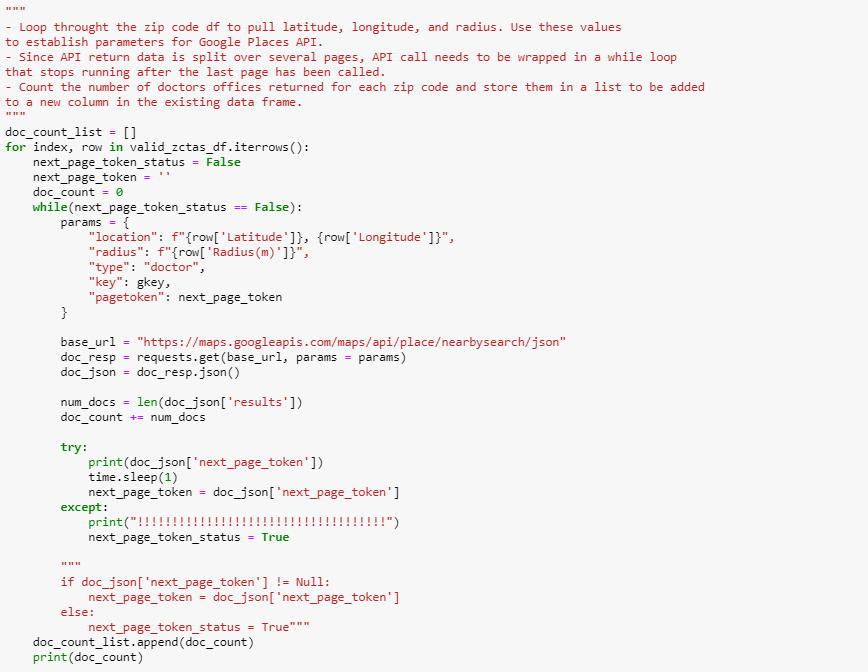 """
- Loop throught the zip code df to pull latitude, longitude, and radius. Use these values
to establish parameters for Google Places API.
- Since API return data is split over several pages, API call needs to be wrapped in a while loop
that stops running after the last page has been called.
- Count the number of doctors offices returned for each zip code and store them in a list to be added
to a new column in the existing data frame.
"""
doc_count_list = []
for index, row in valid_zctas_df.iterrows():
    next_page_token_status = False
    next_page_token = ''
    doc_count = 0
    while(next_page_token_status == False):
        params = {
            "location": f"{row['Latitude']}, {row['Longitude']}",
            "radius": f"{row['Radius(m)']}",
            "type": "doctor",
            "key": gkey,
            "pagetoken": next_page_token
        }

        base_url = "https://maps.googleapis.com/maps/api/place/nearbysearch/json"
        doc_resp = requests.get(base_url, params = params)
        doc_json = doc_resp.json()

        num_docs = len(doc_json['results'])
        doc_count += num_docs

        try:
            print(doc_json['next_page_token'])
            time.sleep(1)
            next_page_token = doc_json['next_page_token']
        except:
            print("!!!!!!!!!!!!!!!!!!!!!!!!!!!!!!!!!!!!")
            next_page_token_status = True

        """
        if doc_json['next_page_token'] != Null:
            next_page_token = doc_json['next_page_token']
        else:
            next_page_token_status = True"""
    doc_count_list.append(doc_count)
    print(doc_count)